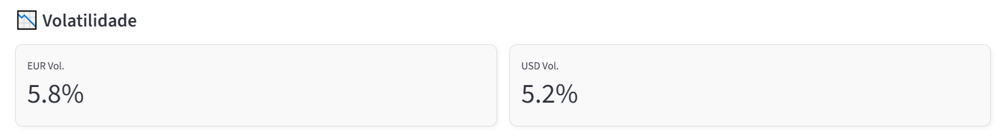 Volatilidade
EUR Vol.
5.8%
USD Vol.
5.2%